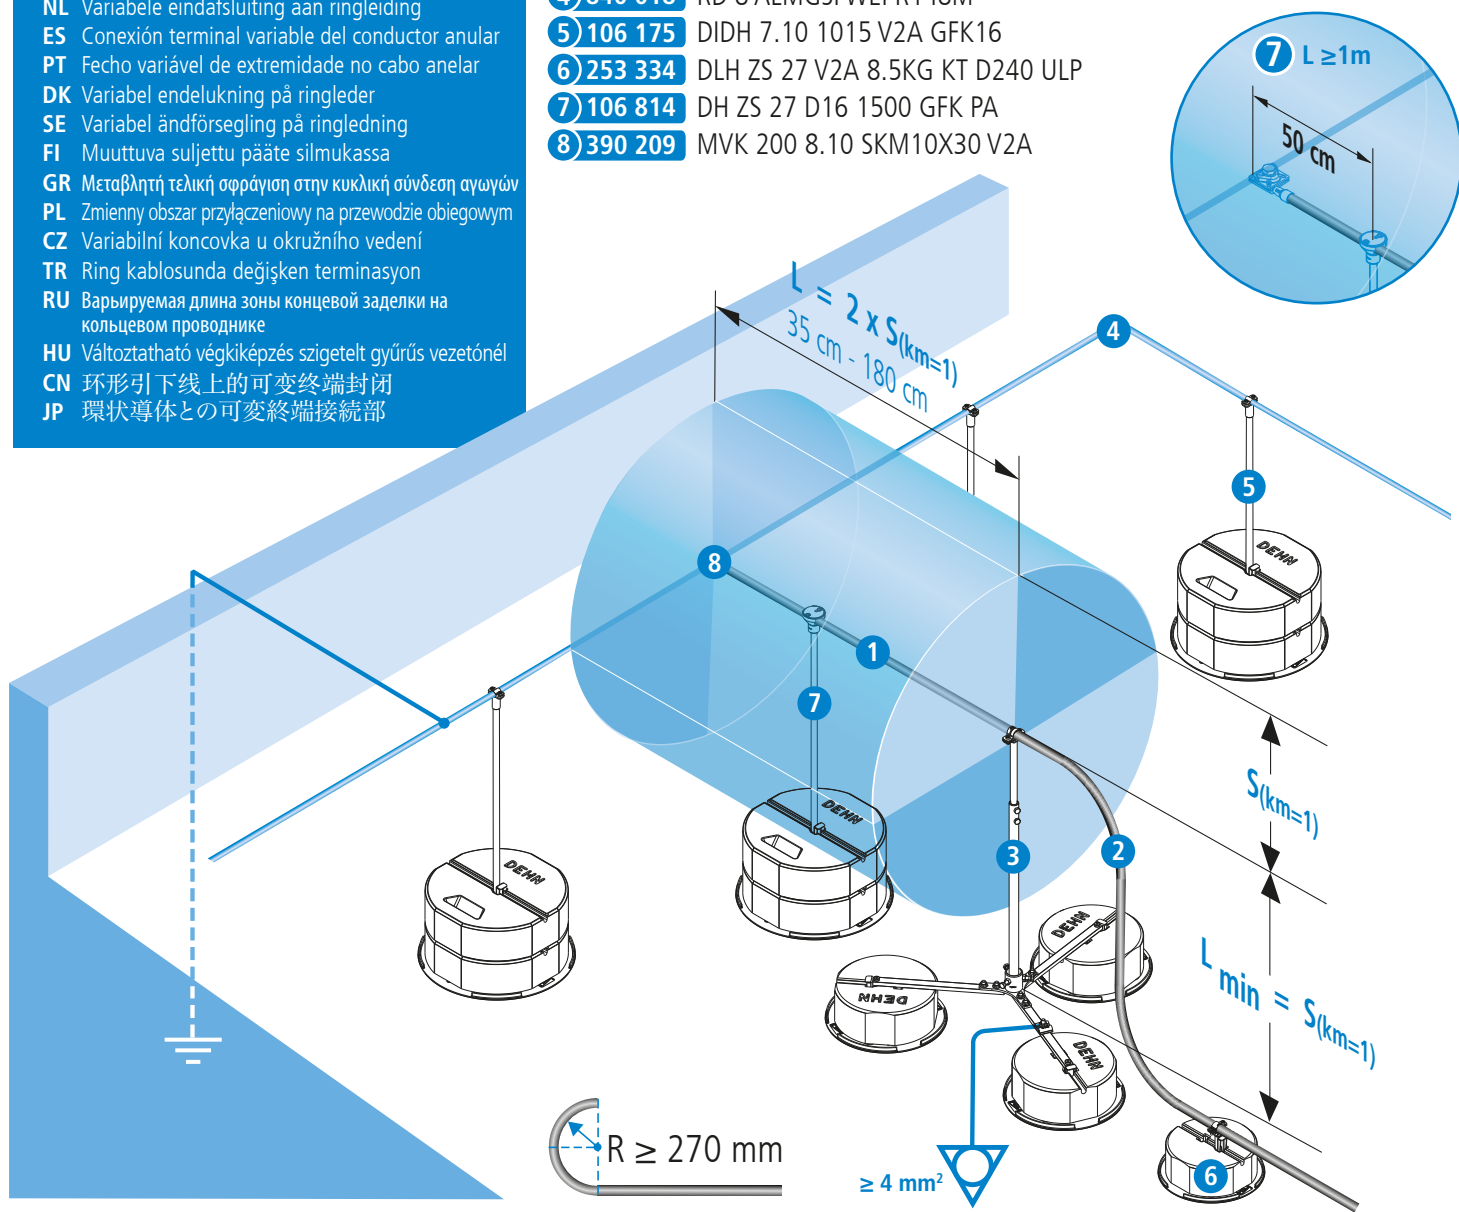 NL Variabele eindafsluiting aan ringleiding
ES Conexión terminal variable del conductor anular
PT Fecho variável de extremidade no cabo anelar
DK Variabel endelukning på ringleder
SE Variabel ändförsegling på ringledning
FI Muuttuva suljettu pääte silmukassa
GR Μεταβλητή τελική σφράγιση στην κυκλική σύνδεση αγωγών
PL Zmienny obszar przyłączeniowy na przewodzie obiegowym
CZ Variabilní koncovka u okružního vedení
TR Ring kablosunda değişken terminasyon
RU Варьируемая длина зоны концевой заделки на
кольцевом проводнике
HU Változtatható végkiképzés szigetelt gyűrűs vezetónél
CN 环形引下线上的可变终端封闭
JP 環状導体との可変終端接続部
5 106 175 DIDH 7.10 1015 V2A GFK16
6 253 334 DLH ZS 27 V2A 8.5KG KT D240 ULP
7 106 814 DH ZS 27 D16 1500 GFK PA
8 390 209 MVK 200 8.10 SKM10X30 V2A
7 L ≥1m
50 cm
L = 2 x S(km=1)
35 cm - 180 cm
4
5
8
1
7
3
2
6
DEHN
DEHN
DEHN
DEHN
DEHN
DEHN
S(km=1)
L min = S(km=1)
R ≥ 270 mm
≥ 4 mm²